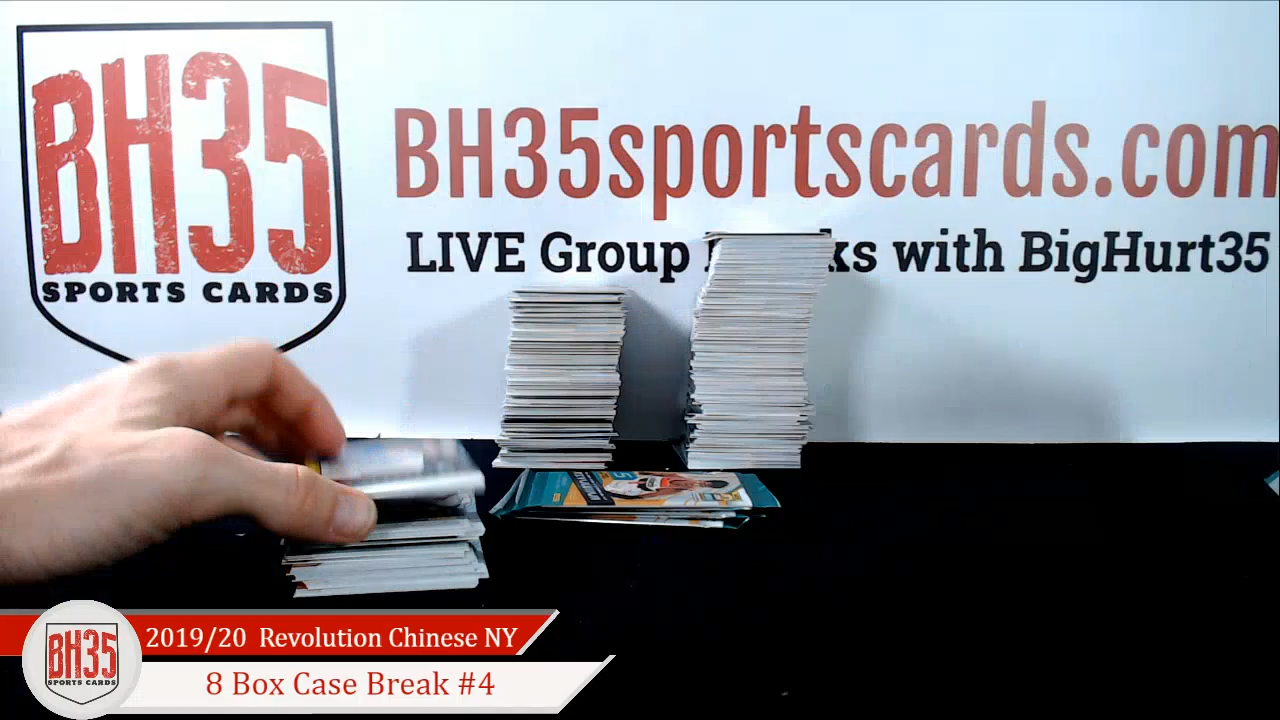 BH35
SPORTS CARDS
BH35sportscards.com
LIVE Group ks with BigHurt35
2019/20 Revolution Chinese NY
8 Box Case Break #4
BH35
SPORTS CARDS